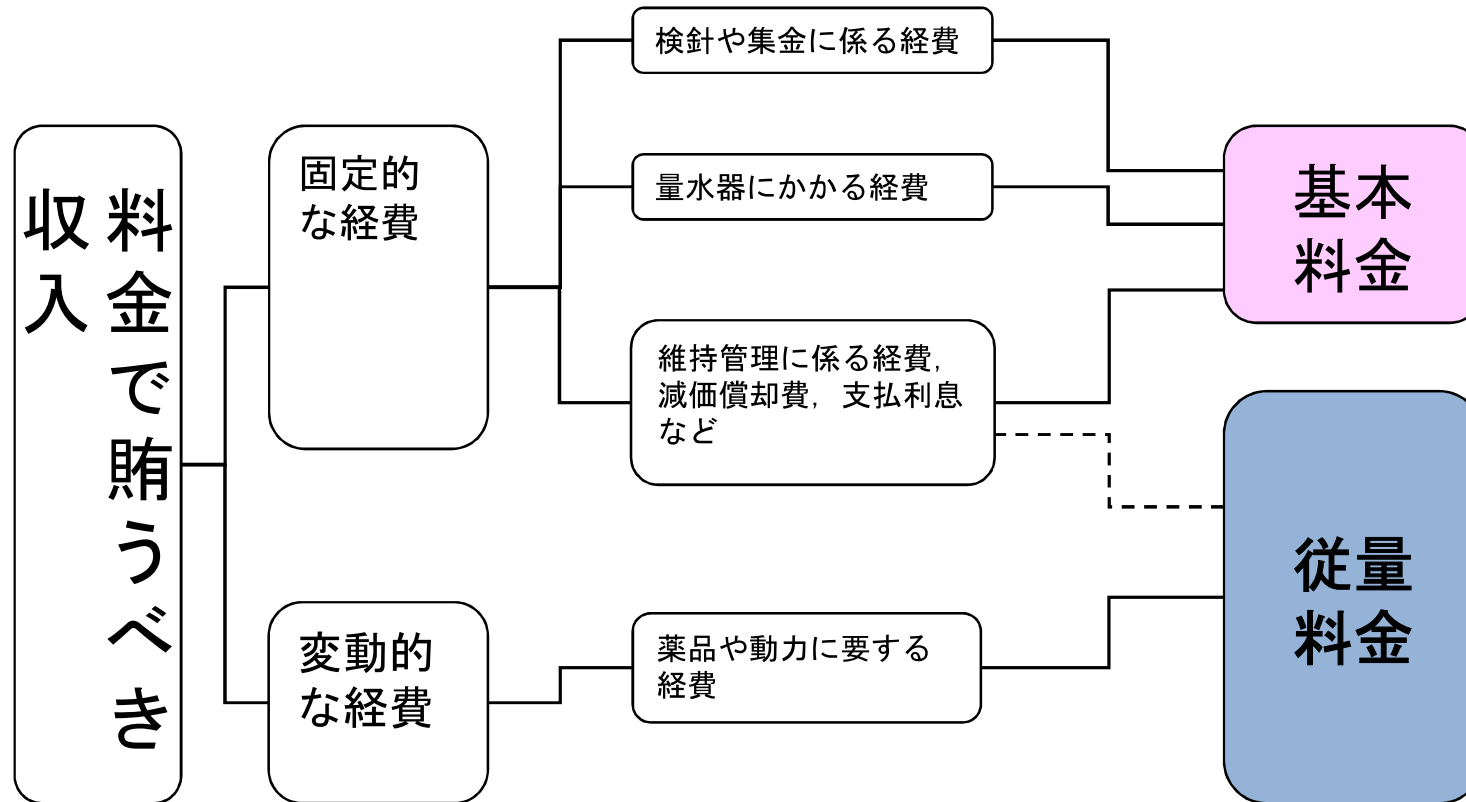 料金で賄うべき
収入
固定的
な経費
変動的
な経費
検針や集金に係る経費
量水器にかかる経費
維持管理に係る経費,
減価償却費, 支払利息
など
薬品や動力に要する
経費
基本
料金
従量
料金